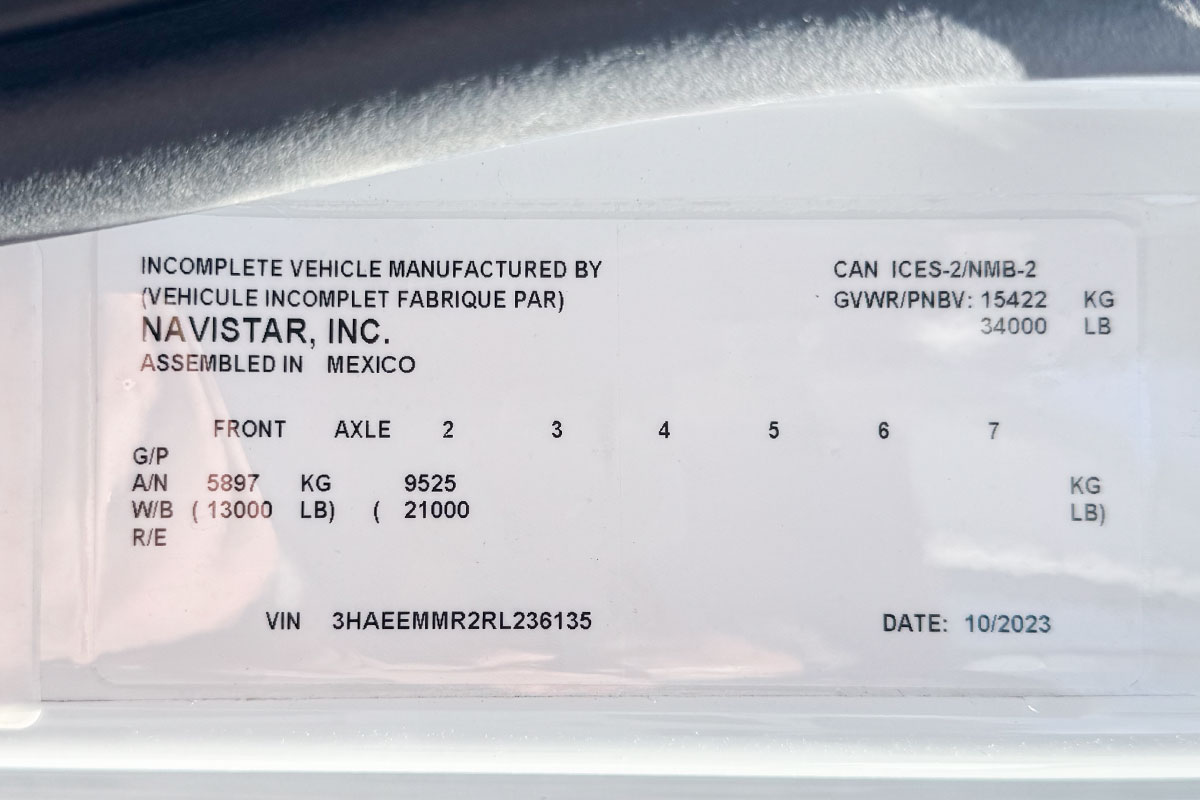 INCOMPLETE VEHICLE MANUFACTURED BY
(VEHICULE INCOMPLET FABRIQUE PAR)
NAVISTAR, INC.
ASSEMBLED IN MEXICO
CAN ICES-2/NMB-2
GVWR/PNBV: 15422 KG
34000 LB
FRONT AXLE 2 3 4 5 6 7
G/P
A/N 5897 KG 9525 KG
W/B ( 13000 LB) ( 21000 LB)
R/E
VIN 3HAEEMMR2RL236135 DATE: 10/2023